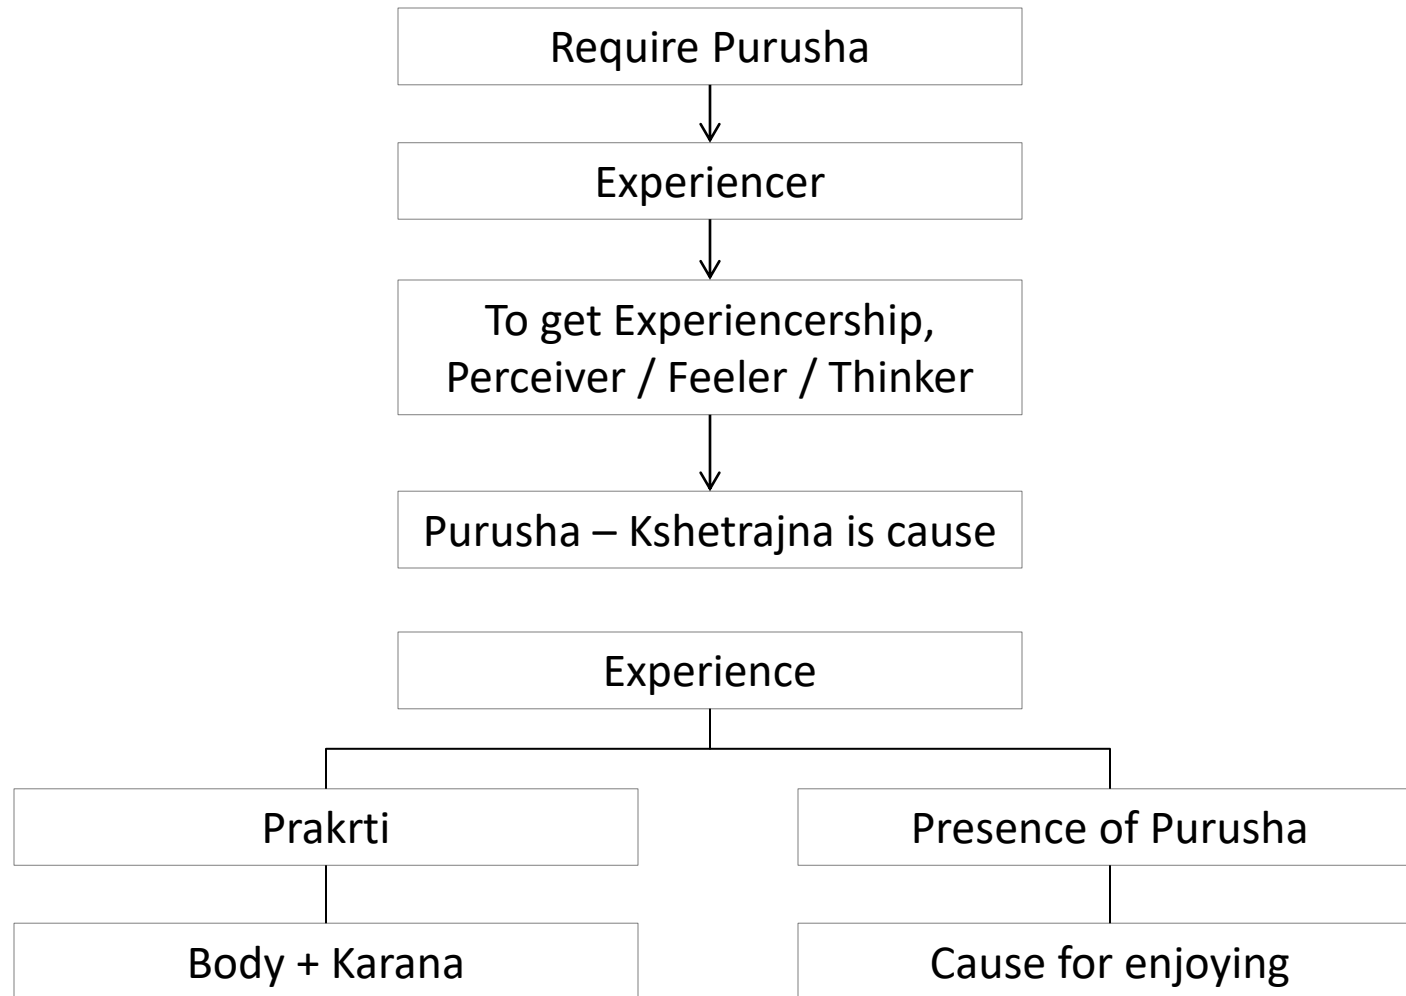 Require Purusha
Experiencer
To get Experiencership,
Perceiver / Feeler / Thinker
Purusha – Kshetrajna is cause
Experience
Prakrti
Presence of Purusha
Body + Karana
Cause for enjoying